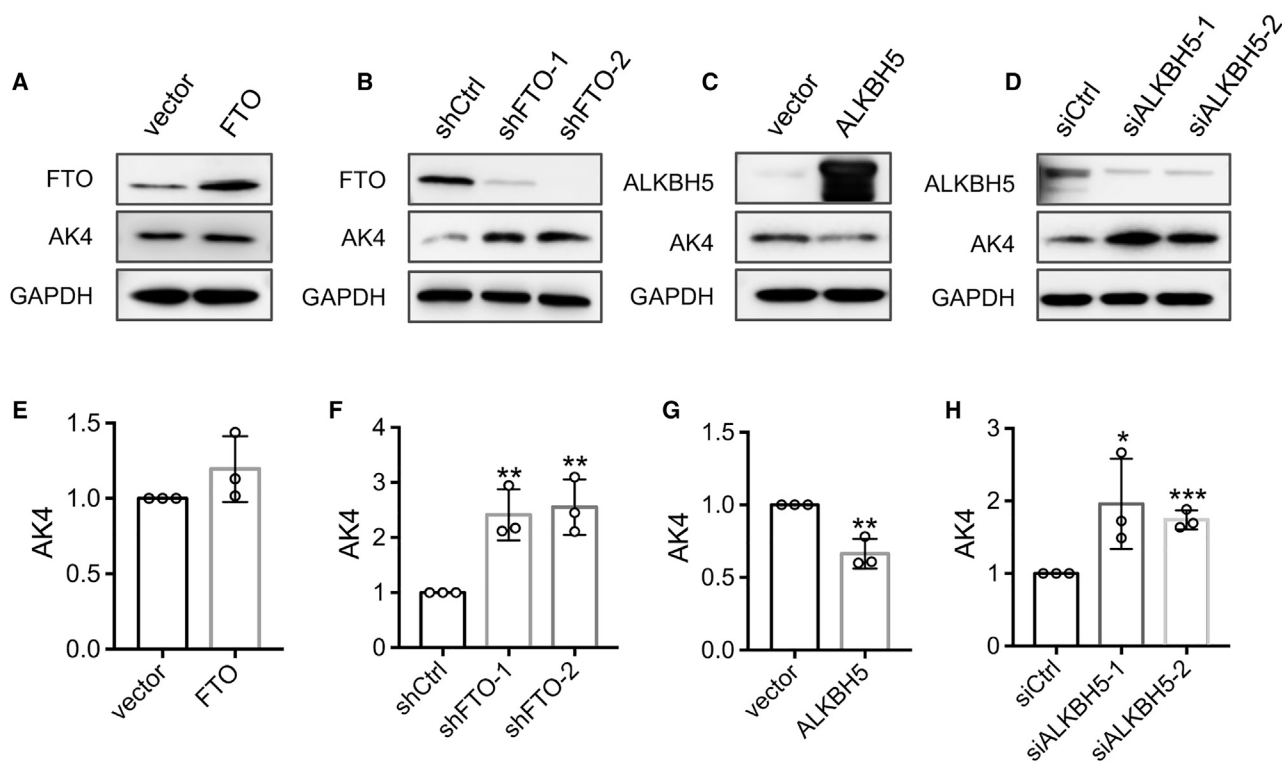 A
vector
FTO
FTO
AK4
GAPDH
B
shCtrl
shFTO-1
shFTO-2
FTO
AK4
GAPDH
C
vector
ALKBH5
ALKBH5
AK4
GAPDH
D
siCtrl
siALKBH5-1
siALKBH5-2
ALKBH5
AK4
GAPDH
E
AK4
1.5
1.0
0.5
0.0
vector
FTO
F
AK4
4
3
2
1
0
**
**
shCtrl
shFTO-1
shFTO-2
G
AK4
1.5
1.0
0.5
0.0
**
vector
ALKBH5
H
AK4
3
2
1
0
*
***
siCtrl
siALKBH5-1
siALKBH5-2